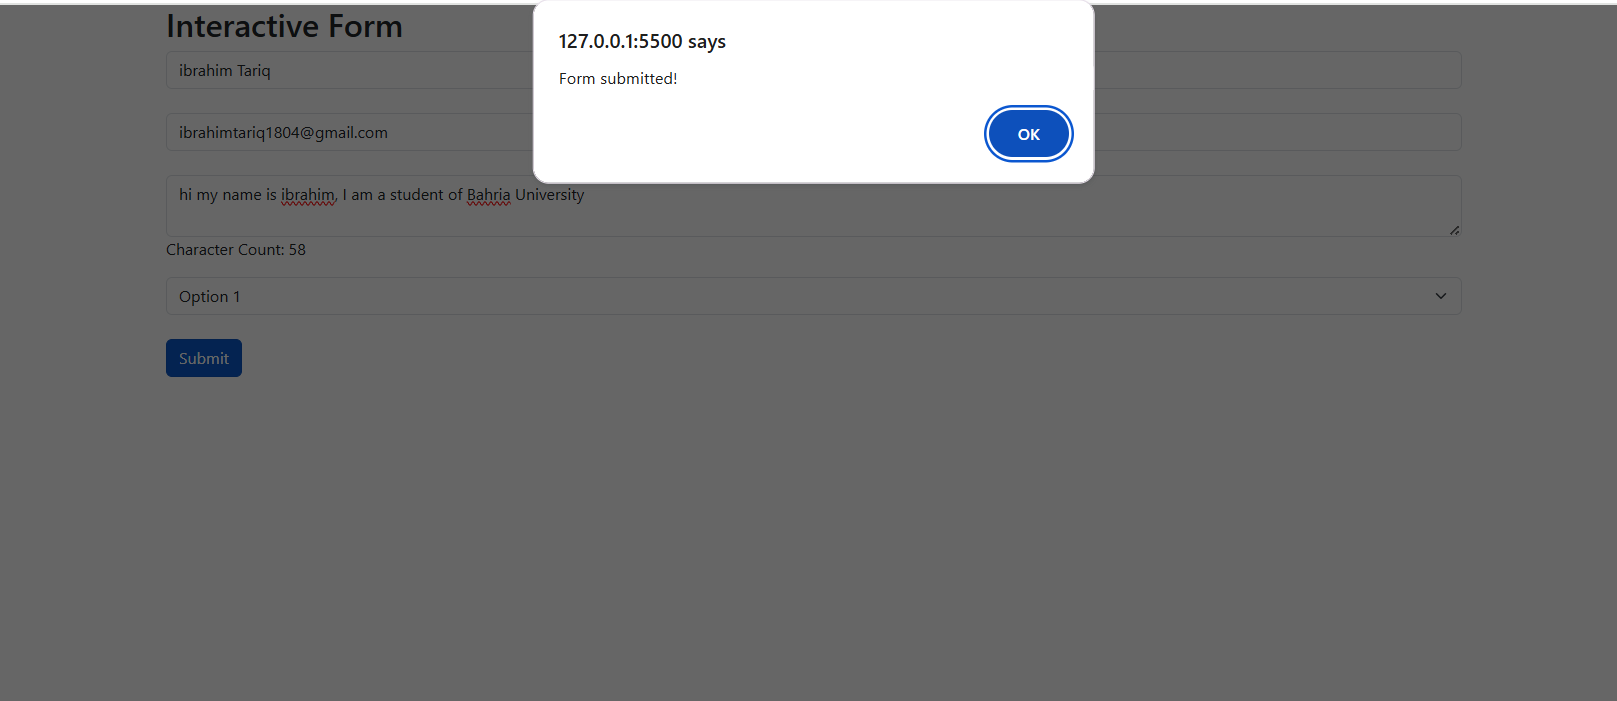 127.0.0.1:5500 says
Form submitted!
OK
Interactive Form
ibrahim Tariq
ibrahimtariq1804@gmail.com
hi my name is ibrahim, I am a student of Bahria University
Character Count: 58
Option 1
Submit